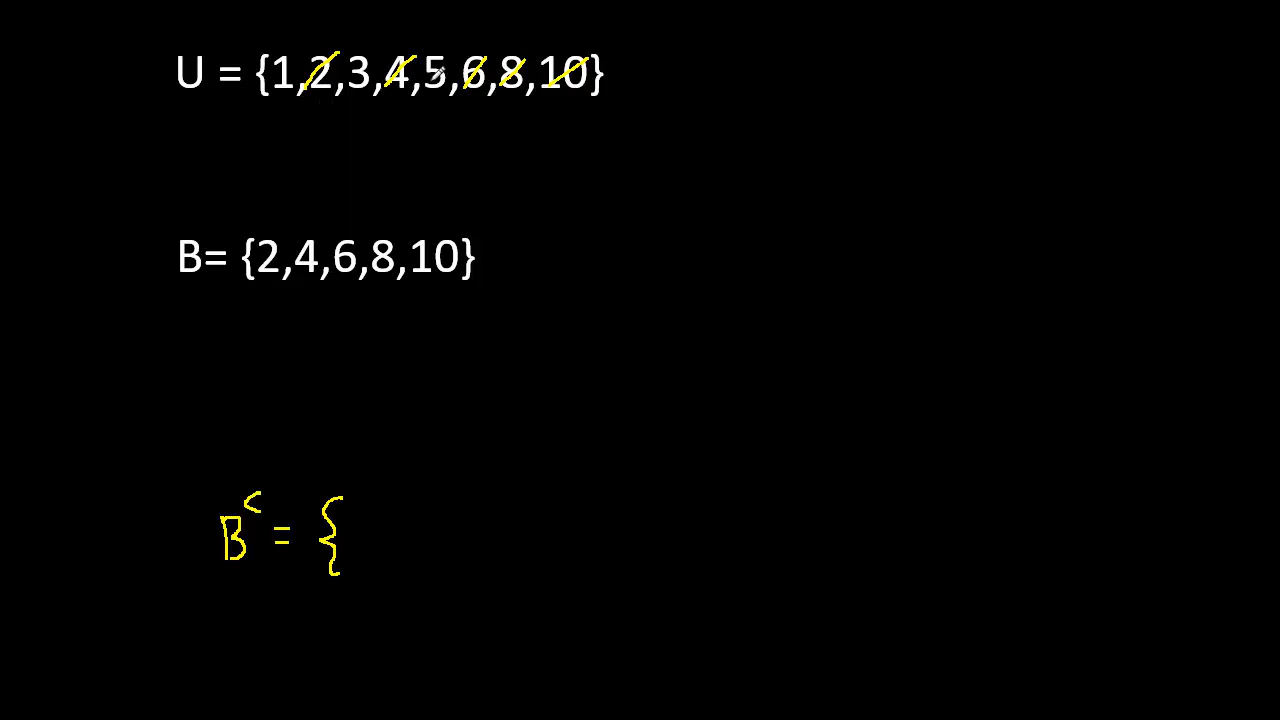 U = {1,2,3,4,5,6,8,10}
B= {2,4,6,8,10}
B^c = {